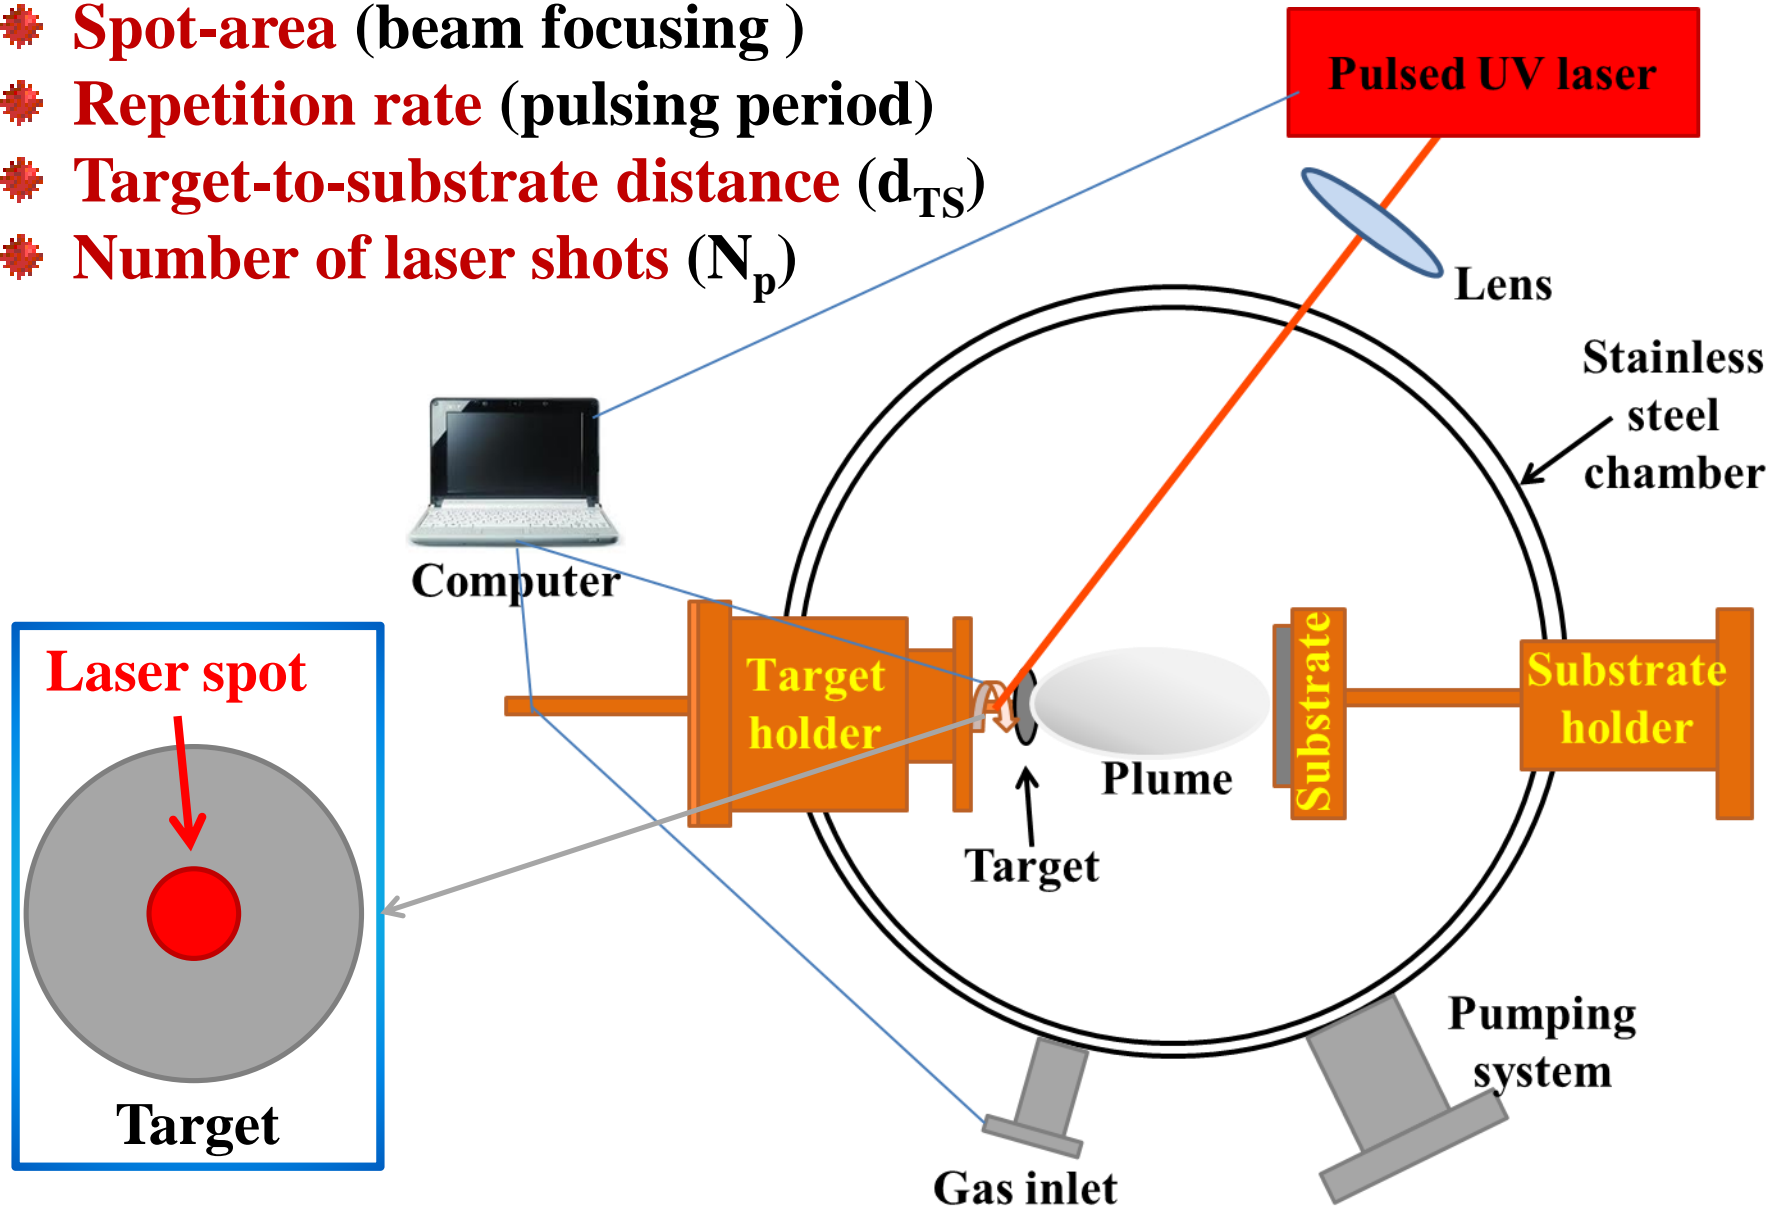 Spot-area (beam focusing )
Repetition rate (pulsing period)
Target-to-substrate distance (dTS)
Number of laser shots (Np)
Pulsed UV laser
Lens
Stainless
steel
chamber
Computer
Laser spot
Target
Target
holder
Target
Plume
Substrate
Substrate
holder
Pumping
system
Gas inlet